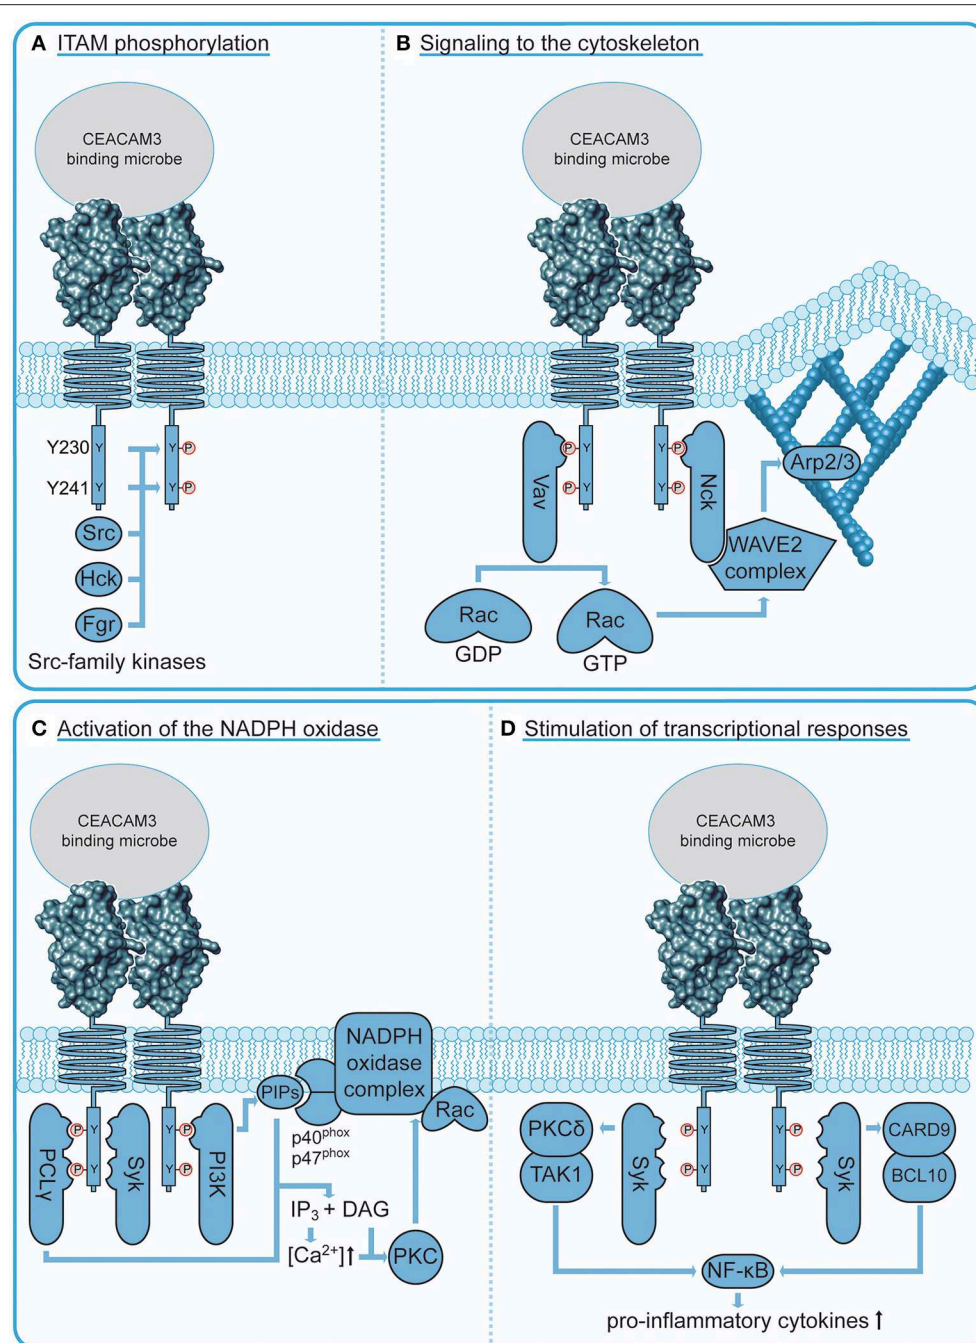 A ITAM phosphorylation
CEACAM3
binding microbe
Y230
Y241
Y
Y
Y
P
Y
P
Src
Hck
Fgr
Src-family kinases
B Signaling to the cytoskeleton
CEACAM3
binding microbe
Vav
P
Y
P
Y
Y
P
Y
P
Nck
Arp2/3
WAVE2
complex
Rac
GDP
Rac
GTP
C Activation of the NADPH oxidase
CEACAM3
binding microbe
PCLγ
P
Y
P
Y
Syk
P
Y
P
Y
PI3K
PIPs
NADPH
oxidase
complex
Rac
p40phox
p47phox
IP3 + DAG
[Ca2+]↑
PKC
D Stimulation of transcriptional responses
CEACAM3
binding microbe
PKCδ
TAK1
Syk
P
Y
P
Y
P
Y
P
Y
Syk
CARD9
BCL10
NF-κB
pro-inflammatory cytokines ↑